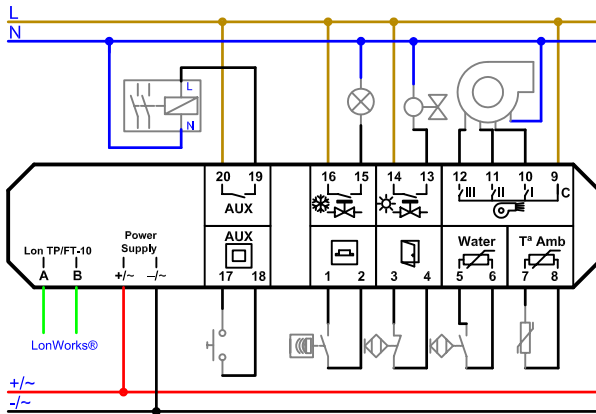 L
N
L
N
20 19
16 15
14 13
12 11 10 9
III II I C
AUX
AUX
Power
Supply
Lon TP/FT-10
A B +/~ –/~
Water
Tª Amb
17 18
1 2
3 4
5 6
7 8
LonWorks®
+/~
-/~